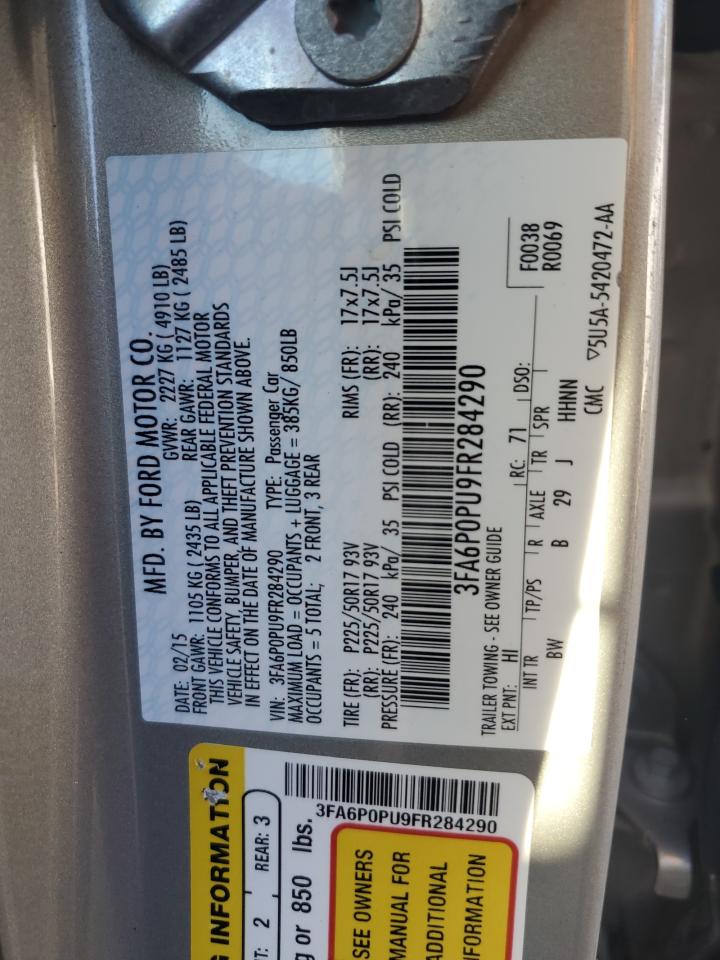 MFD. BY FORD MOTOR CO.
DATE: 02/15 GVWR: 2227 KG ( 4910 LB)
FRONT GAWR: 1105 KG ( 2435 LB) REAR GAWR: 1127 KG ( 2485 LB)
THIS VEHICLE CONFORMS TO ALL APPLICABLE FEDERAL MOTOR
VEHICLE SAFETY, BUMPER, AND THEFT PREVENTION STANDARDS
IN EFFECT ON THE DATE OF MANUFACTURE SHOWN ABOVE.
VIN: 3FA6P0PU9FR284290 TYPE: Passenger Car
MAXIMUM LOAD = OCCUPANTS + LUGGAGE = 385KG/ 850LB
OCCUPANTS = 5 TOTAL; 2 FRONT, 3 REAR
TIRE (FR): P225/50R17 93V RIMS (FR): 17x7.5J
(RR): P225/50R17 93V (RR): 17x7.5J
PRESSURE (FR): 240 kPa/ 35 PSI COLD (RR): 240 kPa/ 35 PSI COLD
3FA6P0PU9FR284290
TRAILER TOWING - SEE OWNER GUIDE
EXT PNT: HI RC: 71 DSO: F0038
R0069
INT TR TP/PS R AXLE TR SPR
BW B 29 J HHNN
CMC ▽5U5A-5420472-AA
G INFORMATION
T: 2 REAR: 3
g or 850 lbs.
3FA6P0PU9FR284290
SEE OWNERS
MANUAL FOR
ADDITIONAL
INFORMATION